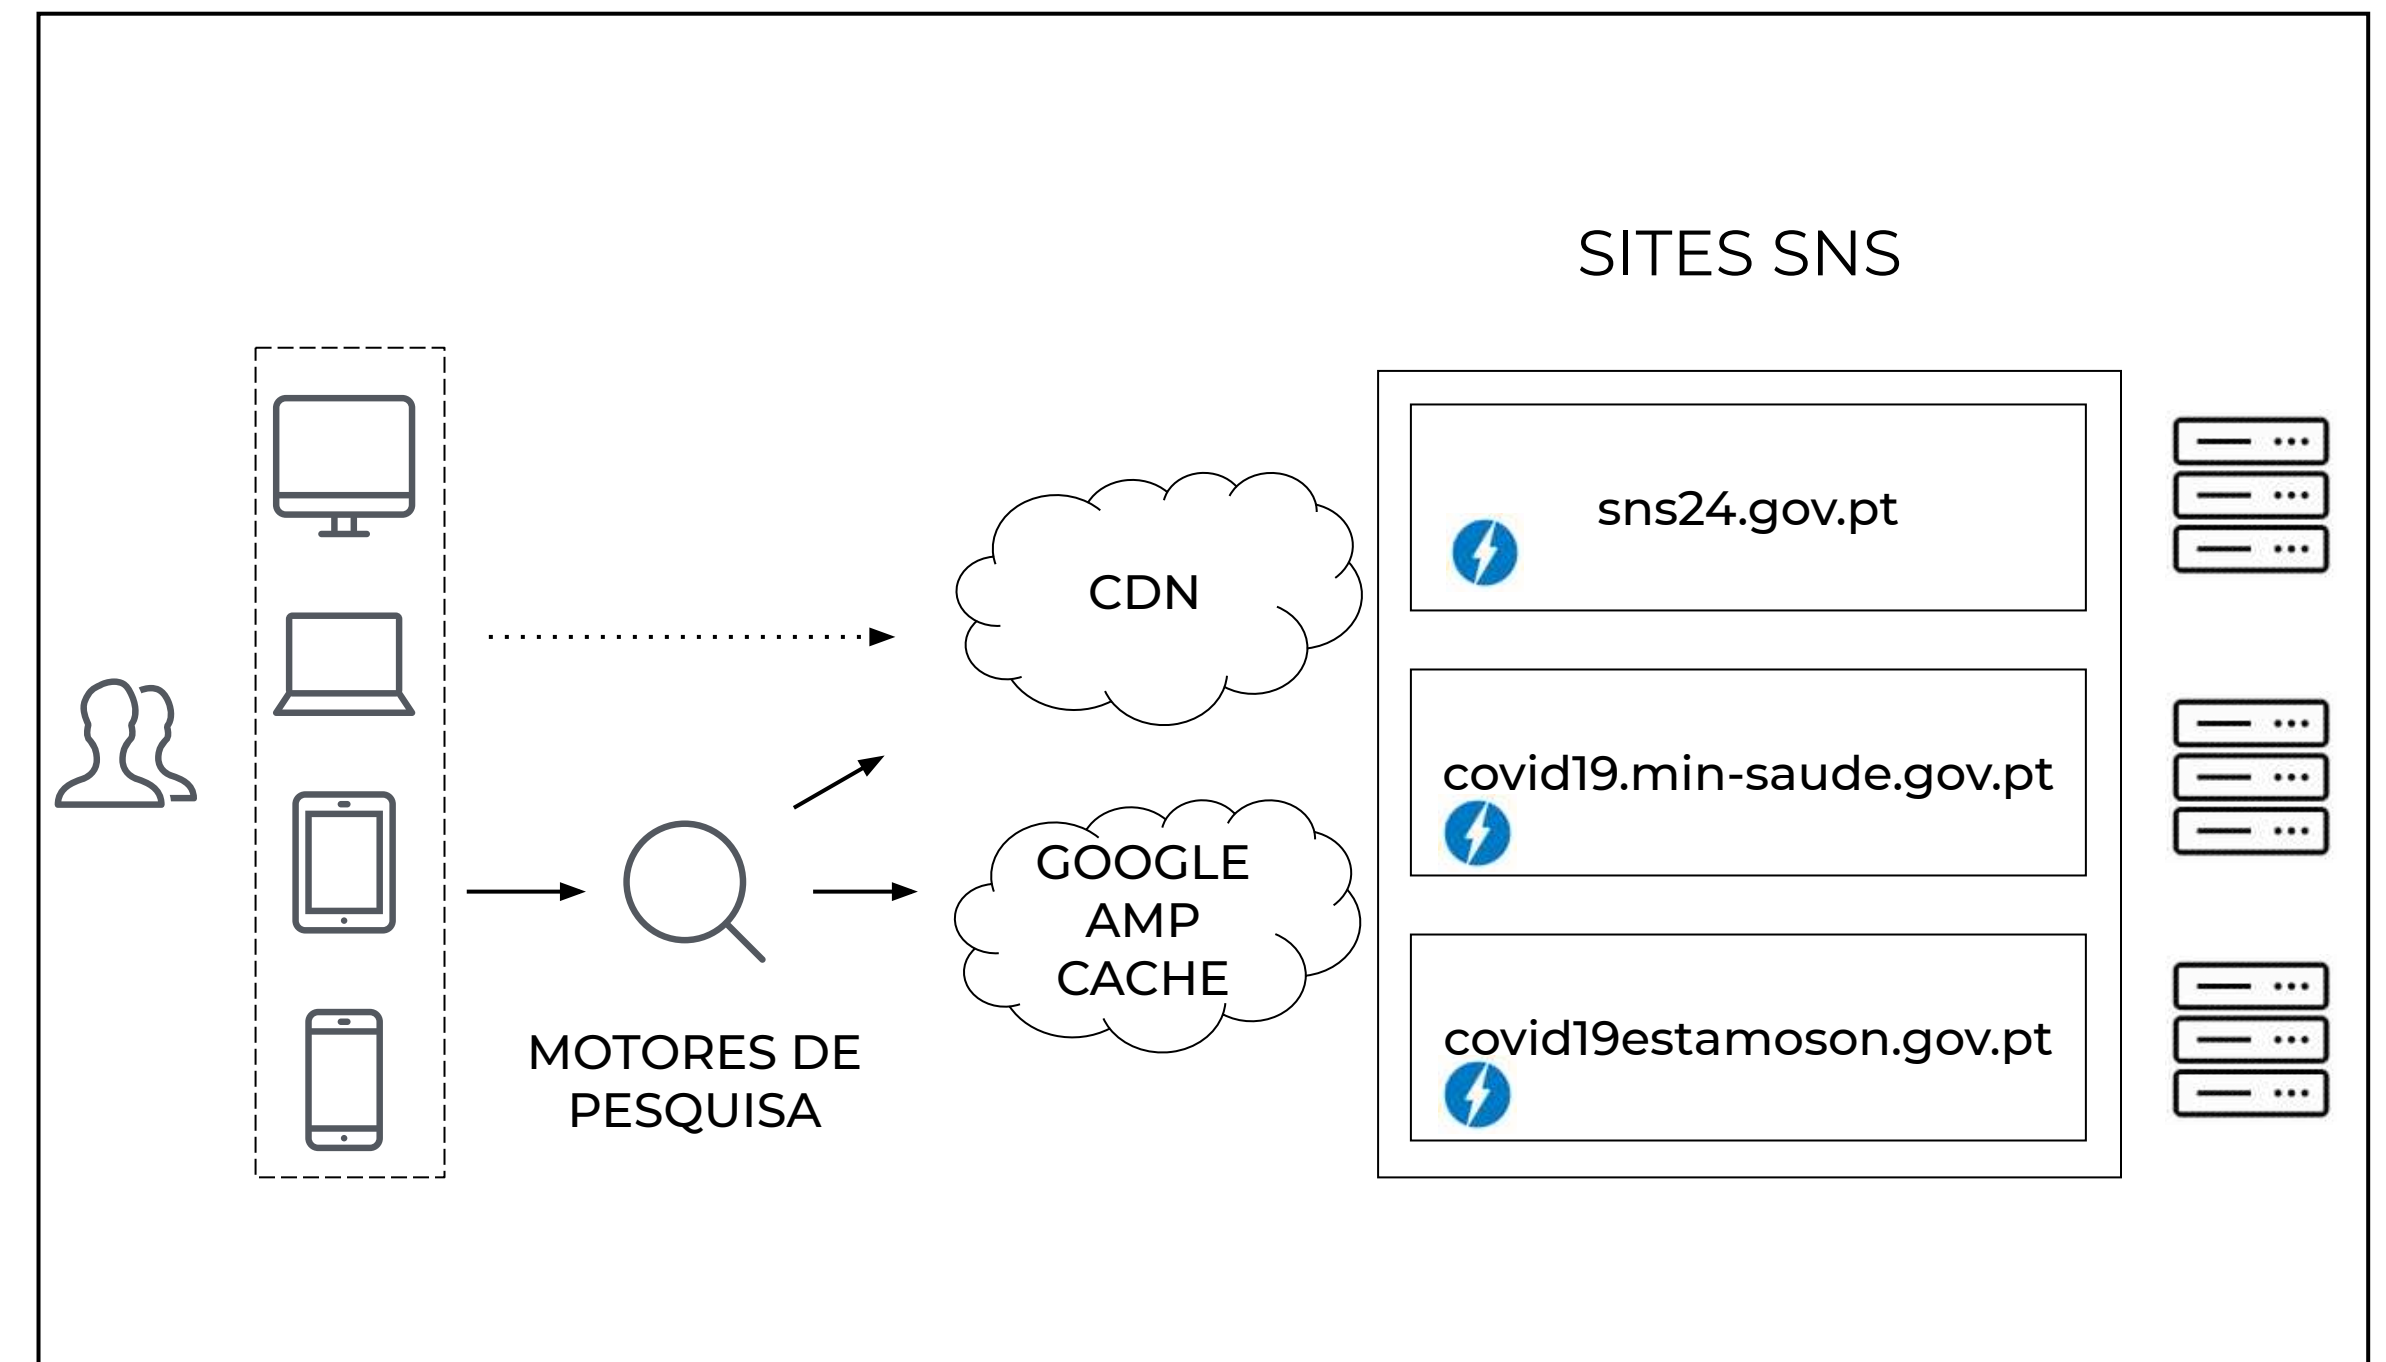 SITES SNS
sns24.gov.pt
CDN
covid19.min-saude.gov.pt
GOOGLE
AMP
CACHE
covid19estamoson.gov.pt
MOTORES DE
PESQUISA